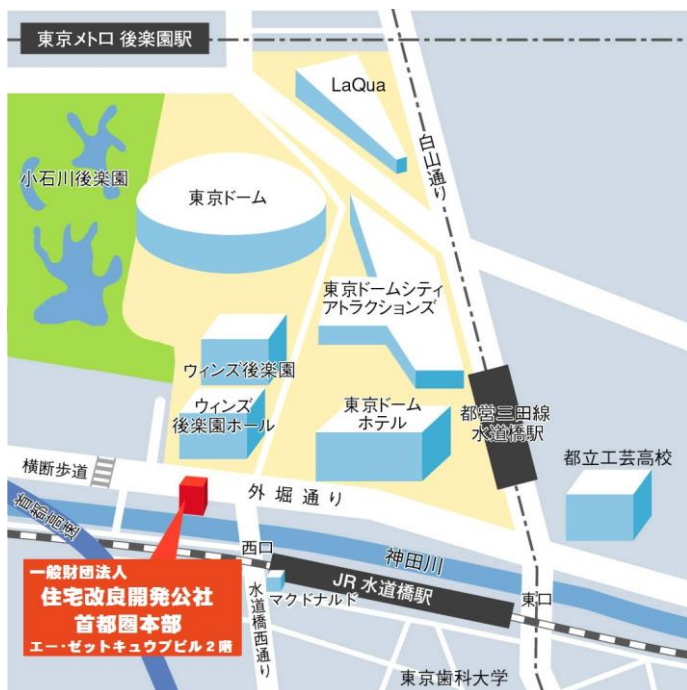 東京メトロ 後楽園駅
LaQua
白山通り
小石川後楽園
東京ドーム
東京ドームシティ
アトラクションズ
ウィンズ後楽園
ウィンズ
後楽園ホール
東京ドーム
ホテル
都営三田線
水道橋駅
都立工芸高校
横断歩道
外堀通り
首都高速
神田川
西口
JR 水道橋駅
東口
マクドナルド
水道橋西通り
一般財団法人
住宅改良開発公社
首都圏本部
エー・ゼットキュウブビル2階
東京歯科大学